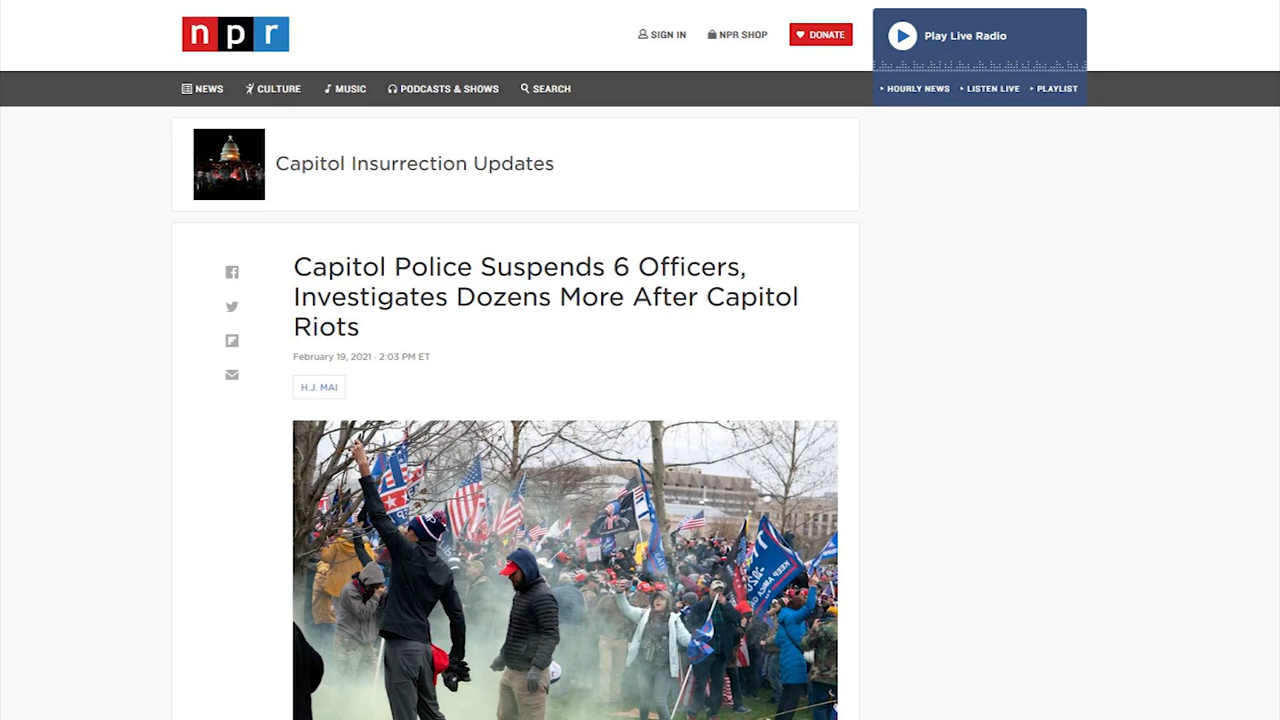 npr
SIGN IN
NPR SHOP
DONATE
Play Live Radio
NEWS
CULTURE
MUSIC
PODCASTS & SHOWS
SEARCH
HOURLY NEWS
LISTEN LIVE
PLAYLIST
Capitol Insurrection Updates
Capitol Police Suspends 6 Officers,
Investigates Dozens More After Capitol
Riots
February 19, 2021 · 2:03 PM ET
H.J. MAI